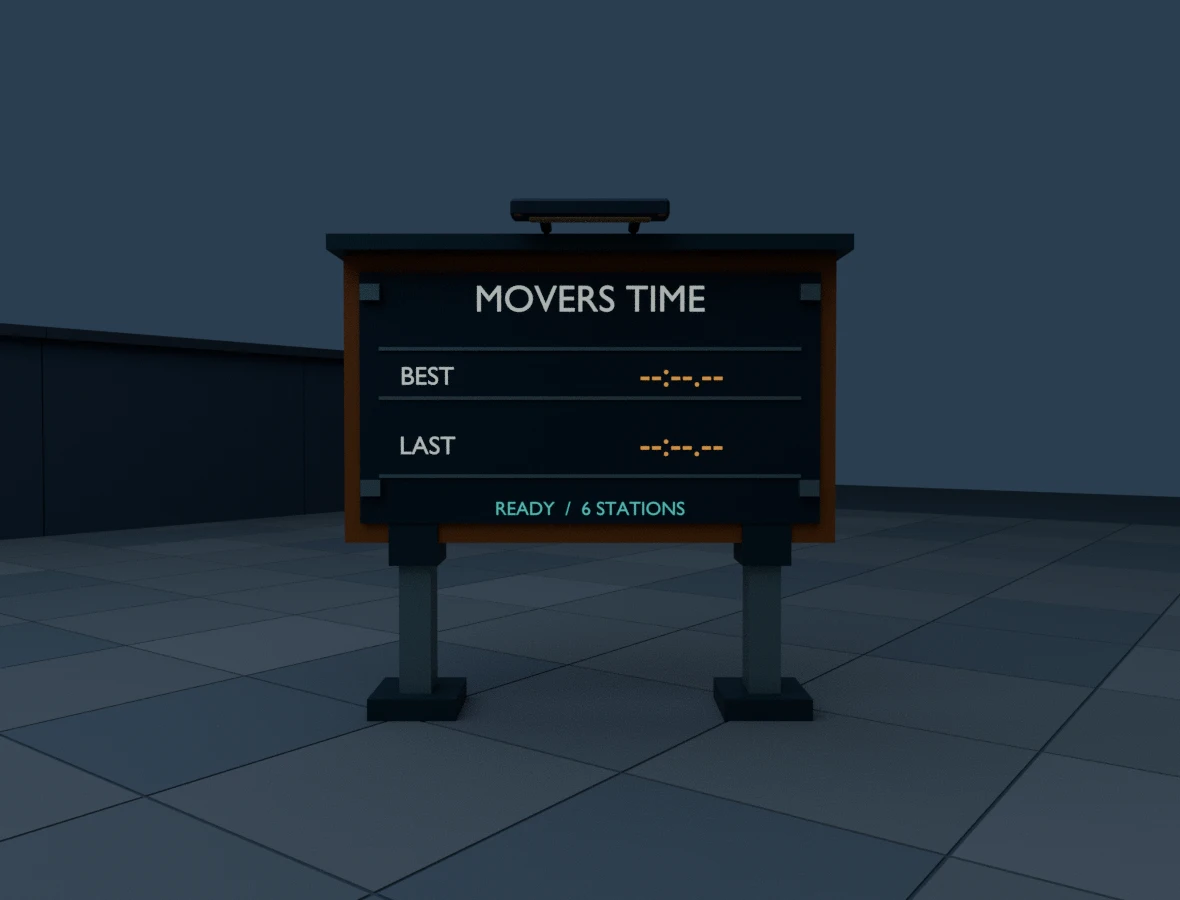 MOVERS TIME
BEST --:--.--
LAST --:--.--
READY / 6 STATIONS